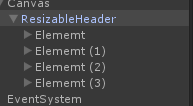 Canvas
ResizableHeader
Elememt
Elememt (1)
Elememt (2)
Elememt (3)
EventSystem